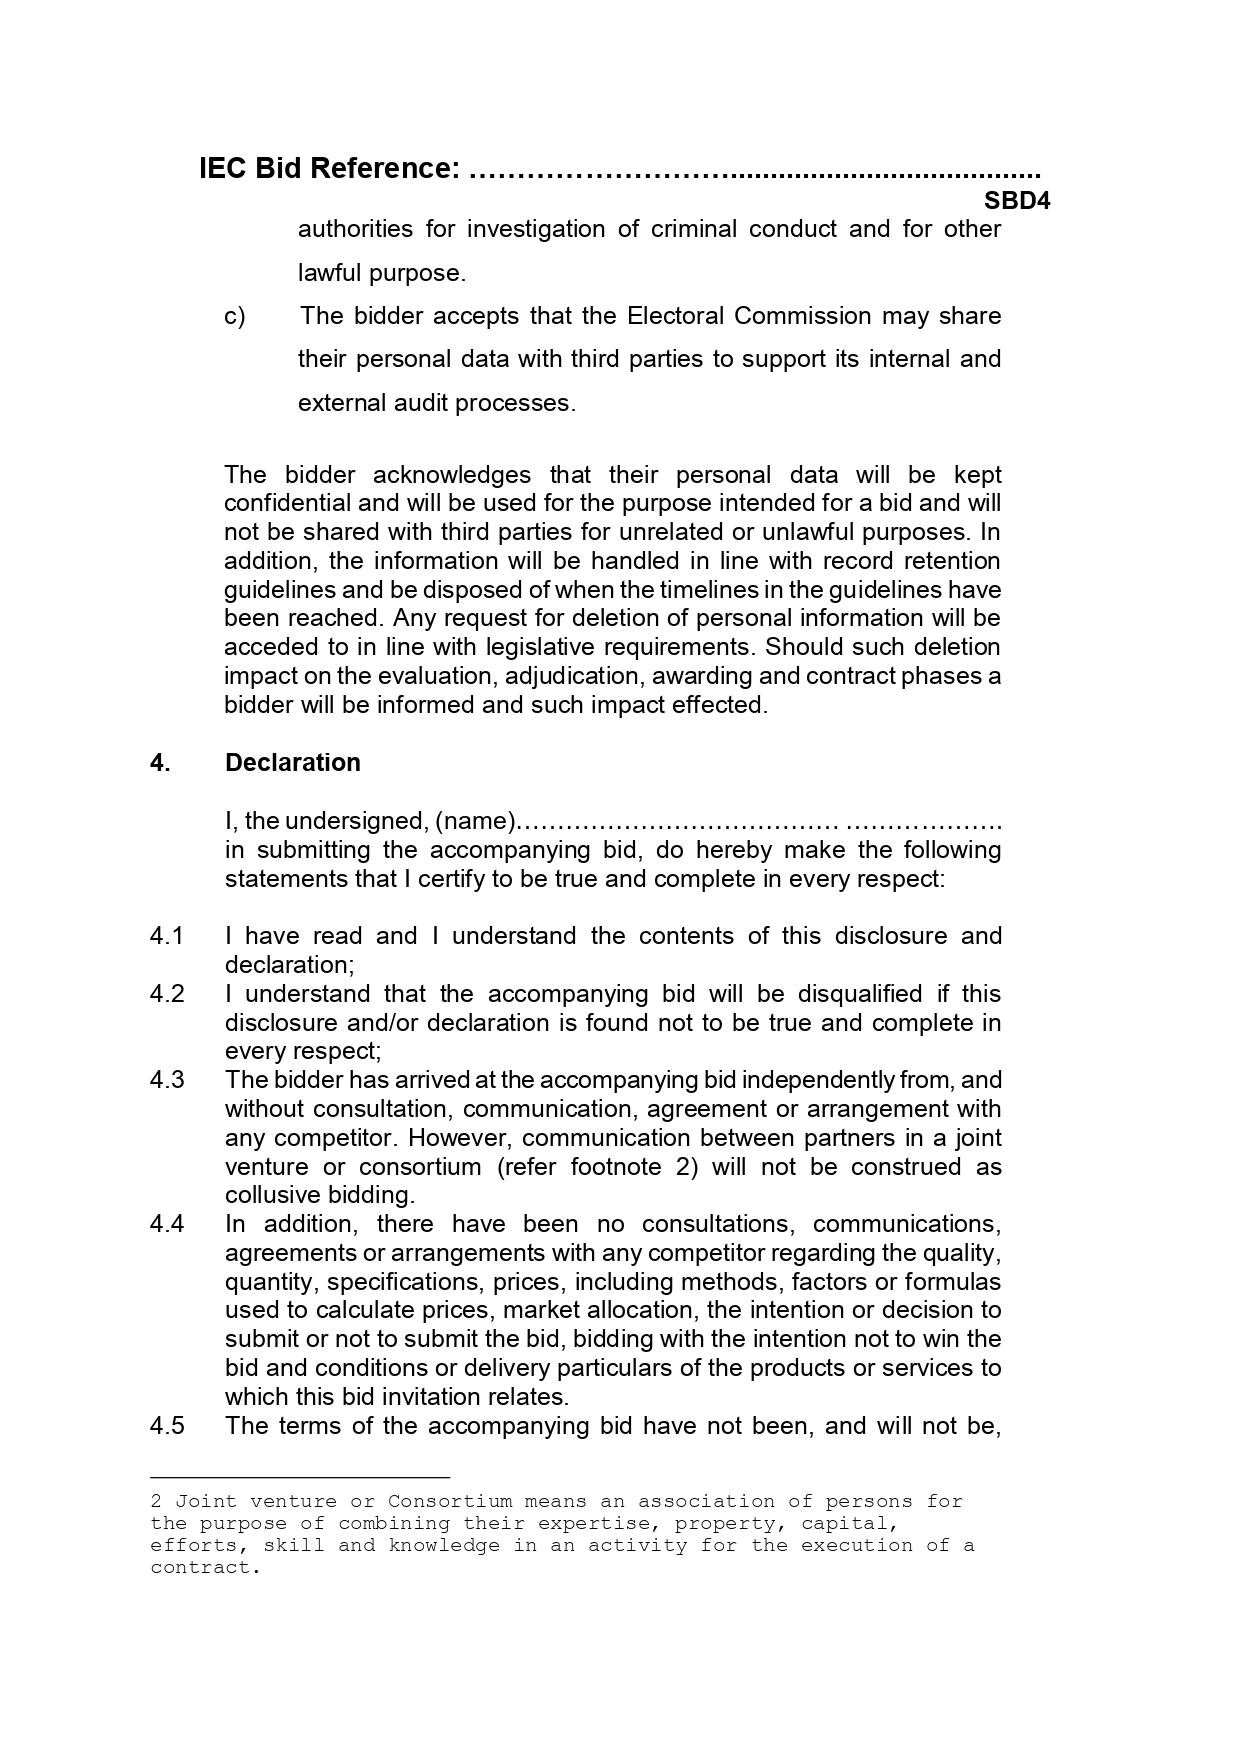 IEC Bid Reference: ………………………......................................
SBD4
authorities for investigation of criminal conduct and for other
lawful purpose.
c) The bidder accepts that the Electoral Commission may share
their personal data with third parties to support its internal and
external audit processes.
The bidder acknowledges that their personal data will be kept
confidential and will be used for the purpose intended for a bid and will
not be shared with third parties for unrelated or unlawful purposes. In
addition, the information will be handled in line with record retention
guidelines and be disposed of when the timelines in the guidelines have
been reached. Any request for deletion of personal information will be
acceded to in line with legislative requirements. Should such deletion
impact on the evaluation, adjudication, awarding and contract phases a
bidder will be informed and such impact effected.
4. Declaration
I, the undersigned, (name)………………………………… ……………….
in submitting the accompanying bid, do hereby make the following
statements that I certify to be true and complete in every respect:
4.1 I have read and I understand the contents of this disclosure and
declaration;
4.2 I understand that the accompanying bid will be disqualified if this
disclosure and/or declaration is found not to be true and complete in
every respect;
4.3 The bidder has arrived at the accompanying bid independently from, and
without consultation, communication, agreement or arrangement with
any competitor. However, communication between partners in a joint
venture or consortium (refer footnote 2) will not be construed as
collusive bidding.
4.4 In addition, there have been no consultations, communications,
agreements or arrangements with any competitor regarding the quality,
quantity, specifications, prices, including methods, factors or formulas
used to calculate prices, market allocation, the intention or decision to
submit or not to submit the bid, bidding with the intention not to win the
bid and conditions or delivery particulars of the products or services to
which this bid invitation relates.
4.5 The terms of the accompanying bid have not been, and will not be,
2 Joint venture or Consortium means an association of persons for
the purpose of combining their expertise, property, capital,
efforts, skill and knowledge in an activity for the execution of a
contract.